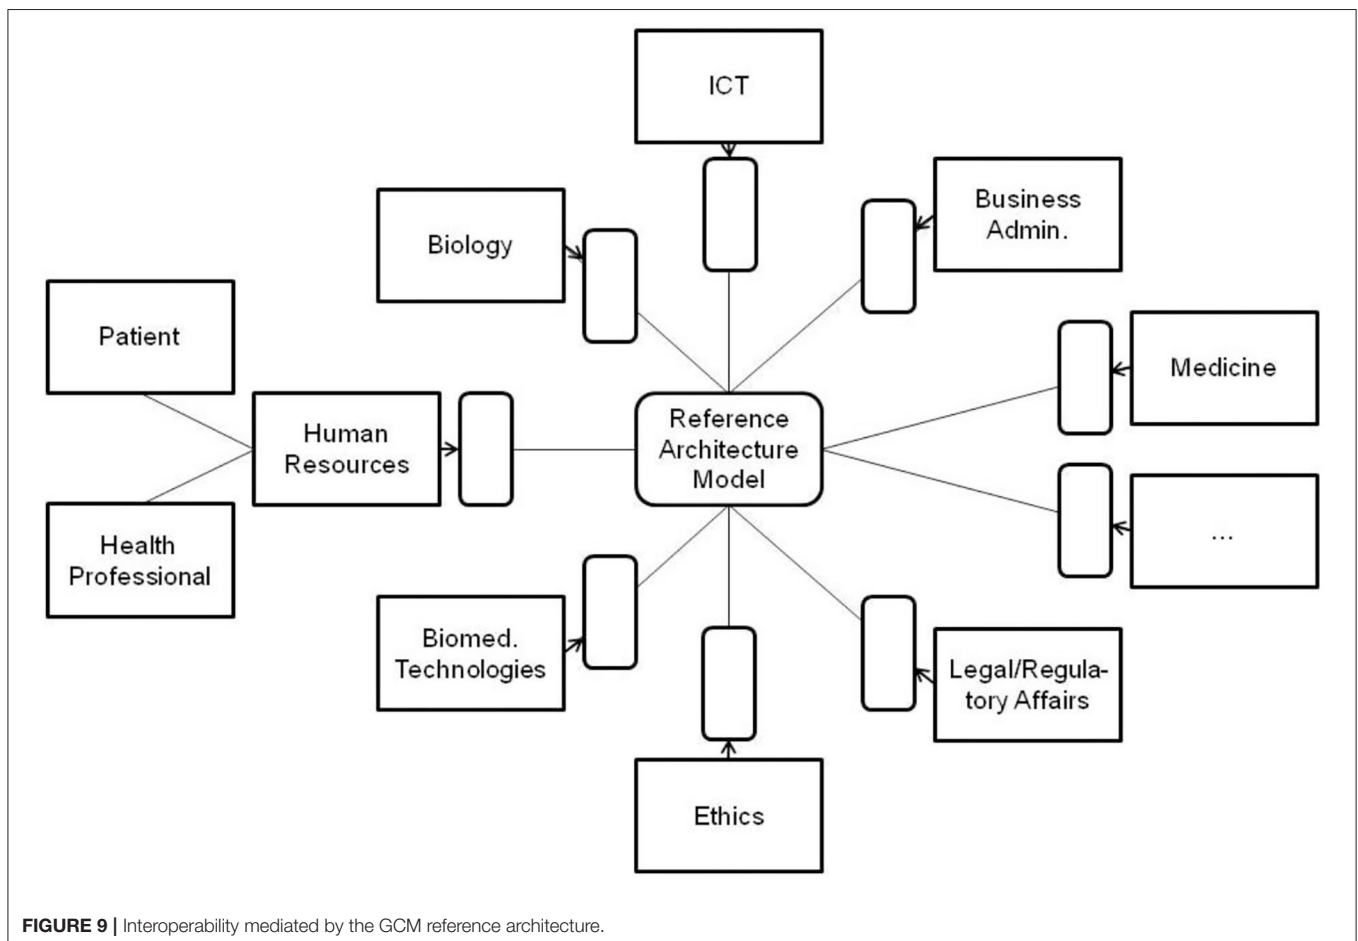 ICT
Business
Admin.
Biology
Patient
Medicine
Human
Resources
Reference
Architecture
Model
Health
Professional
...
Biomed.
Technologies
Legal/Regula-
tory Affairs
Ethics
FIGURE 9 | Interoperability mediated by the GCM reference architecture.